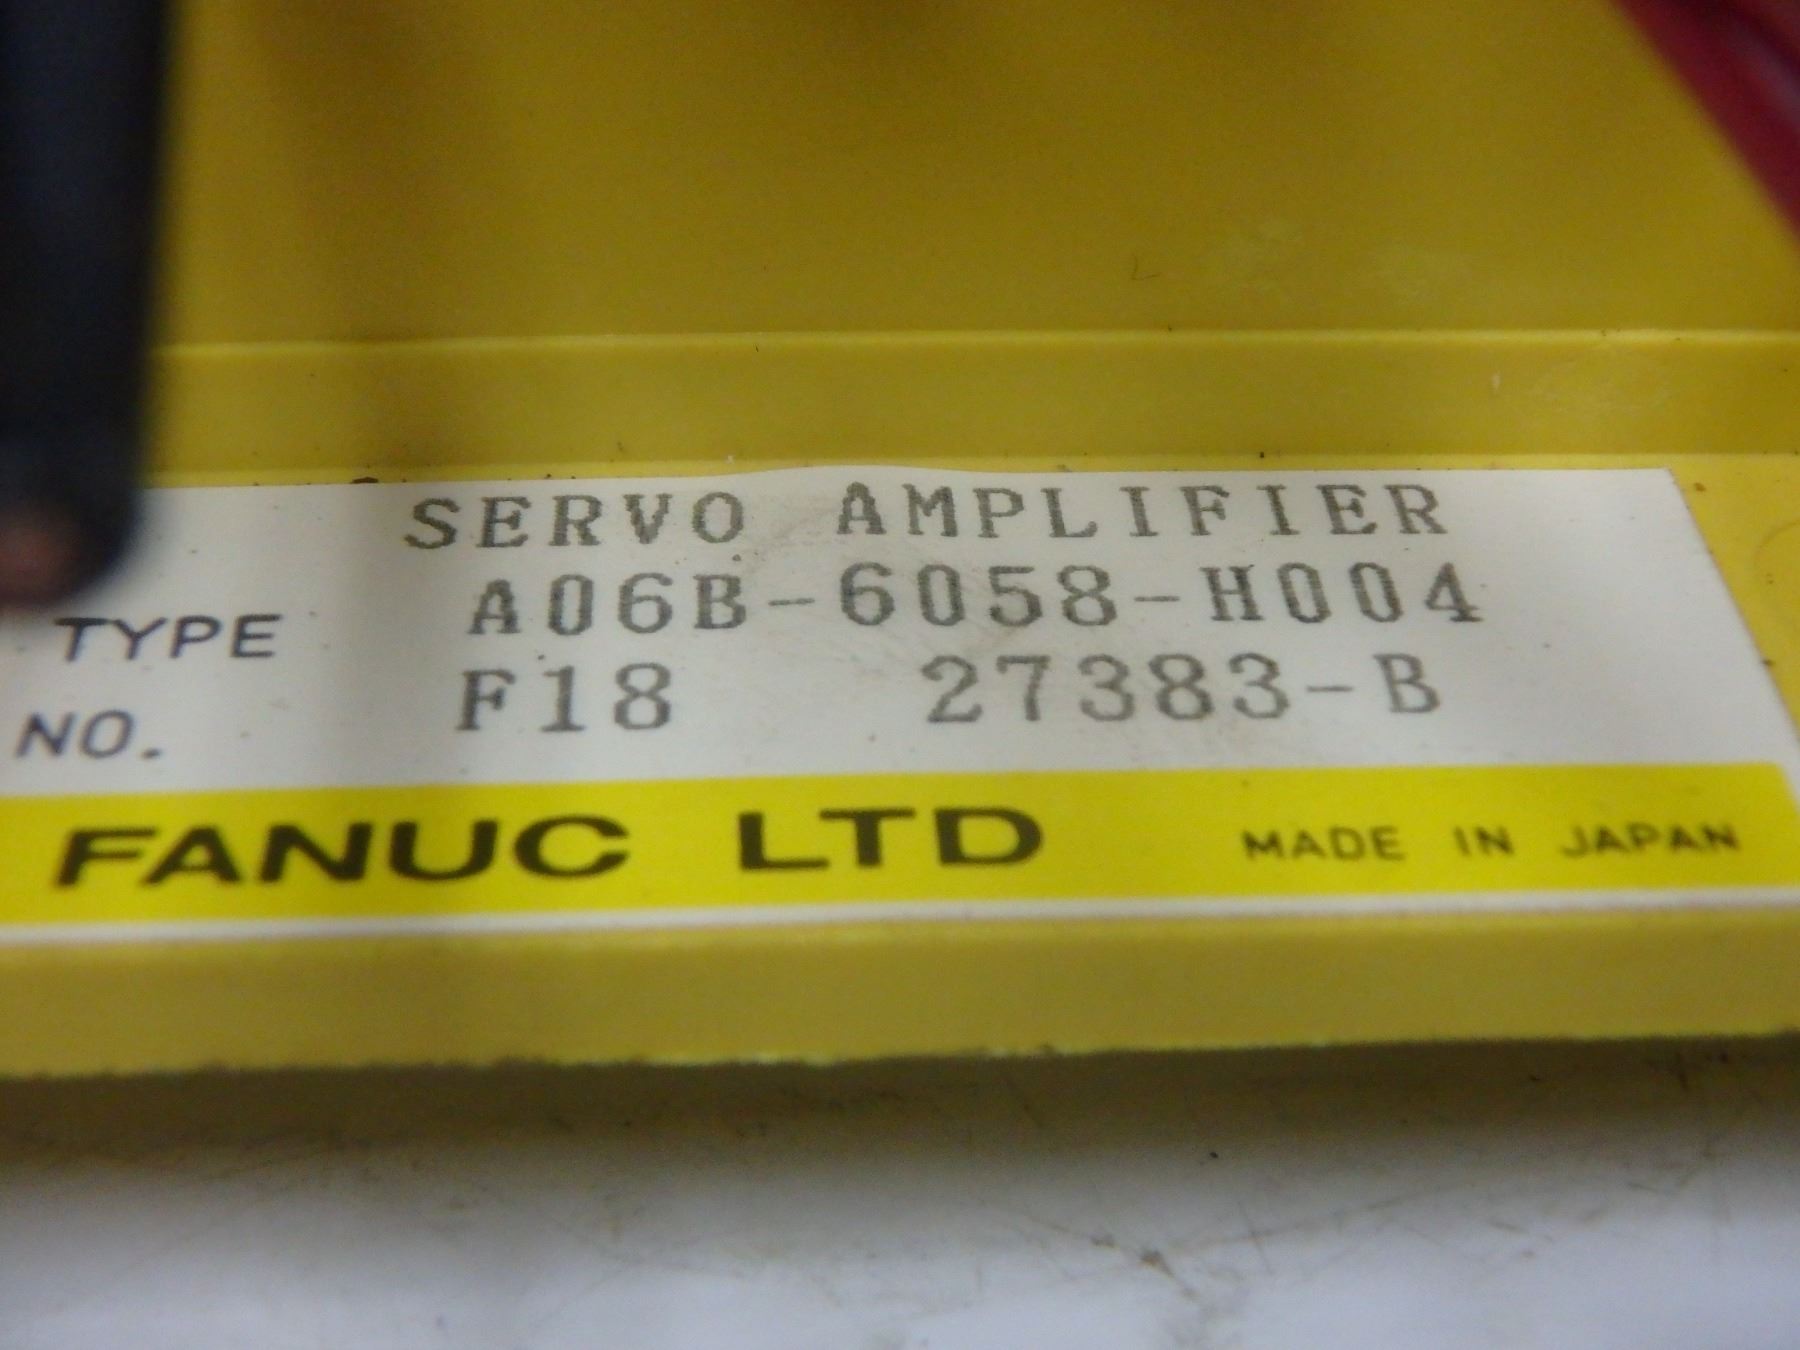 SERVO AMPLIFIER
TYPE A06B-6058-H004
NO. F18 27383-B
FANUC LTD MADE IN JAPAN